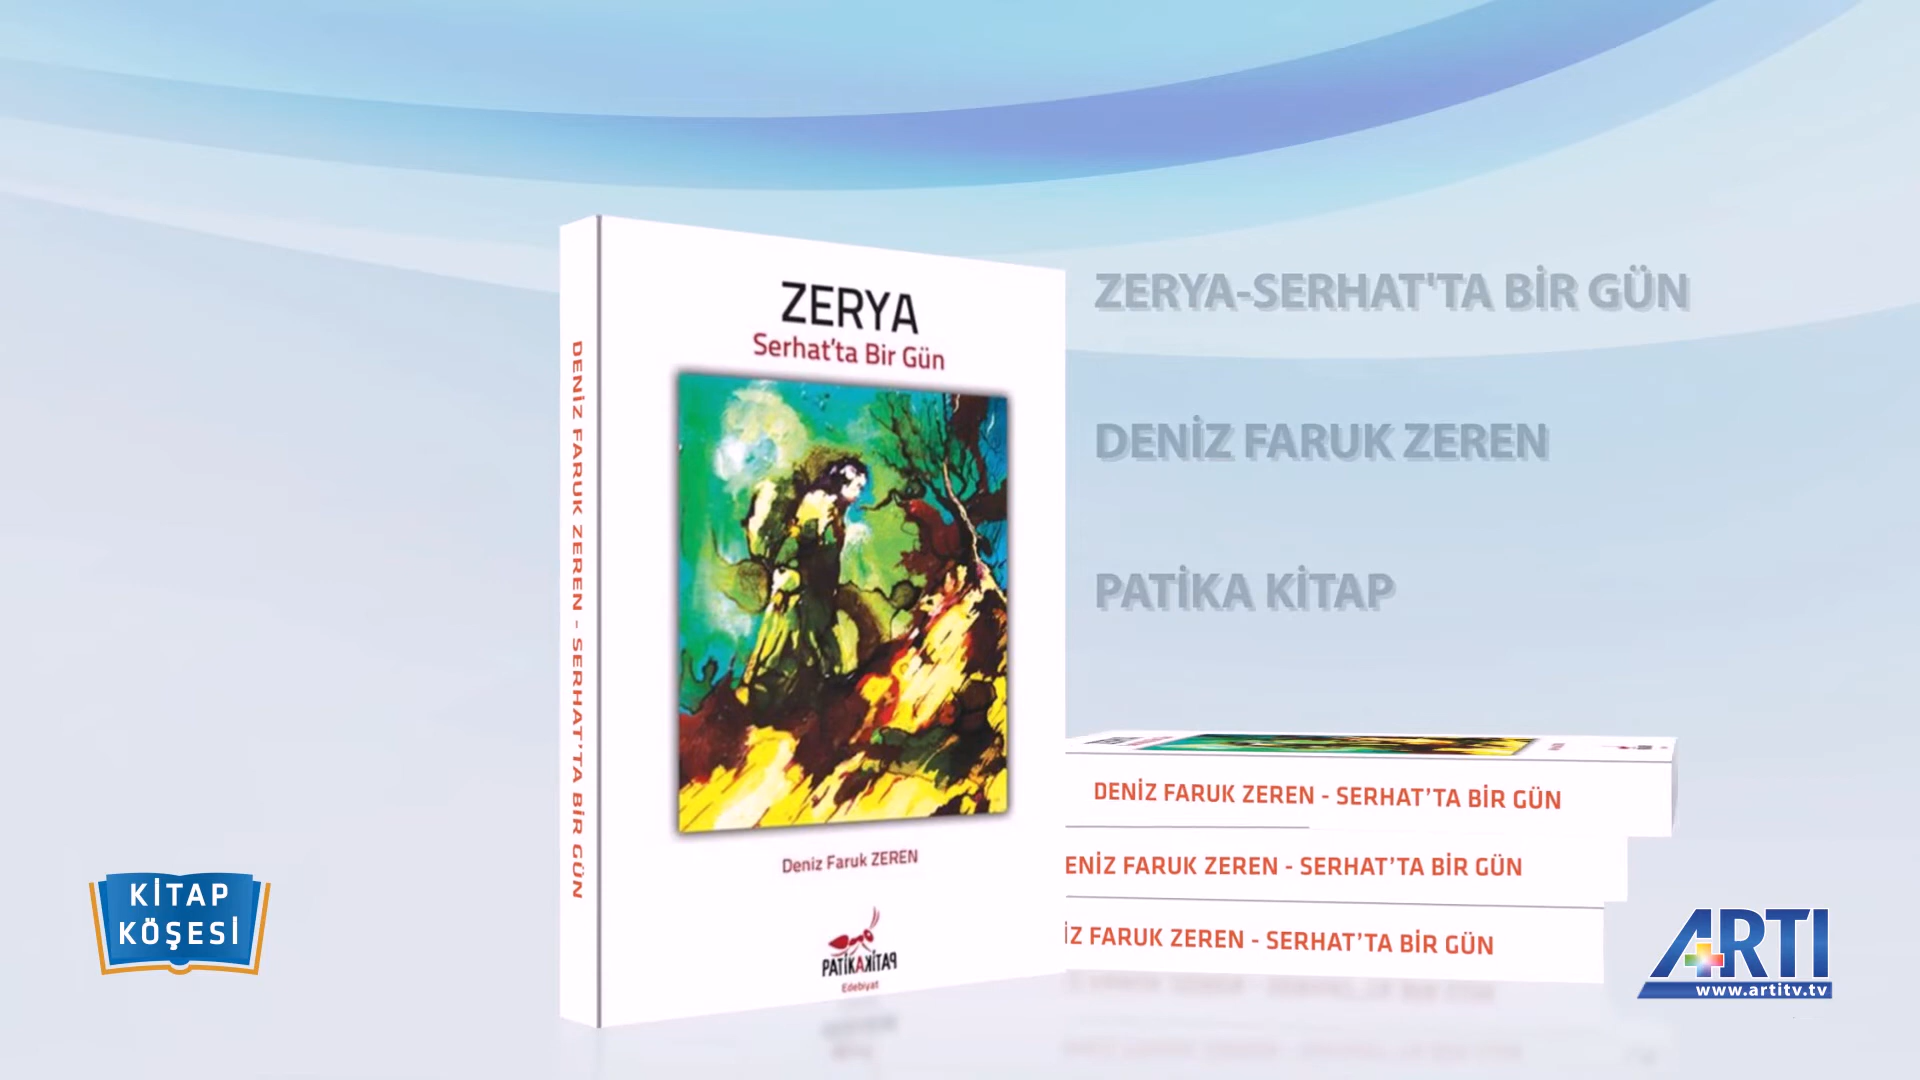 ZERYA
Serhat'ta Bir Gün
Deniz Faruk ZEREN
PATİKAKİTAP
Edebiyat
DENİZ FARUK ZEREN - SERHAT'TA BİR GÜN
ZERYA-SERHAT'TA BİR GÜN
DENİZ FARUK ZEREN
PATİKA KİTAP
DENİZ FARUK ZEREN - SERHAT'TA BİR GÜN
ENİZ FARUK ZEREN - SERHAT'TA BİR GÜN
İZ FARUK ZEREN - SERHAT'TA BİR GÜN
KİTAP
KÖŞESİ
ARTI
www.artitv.tv